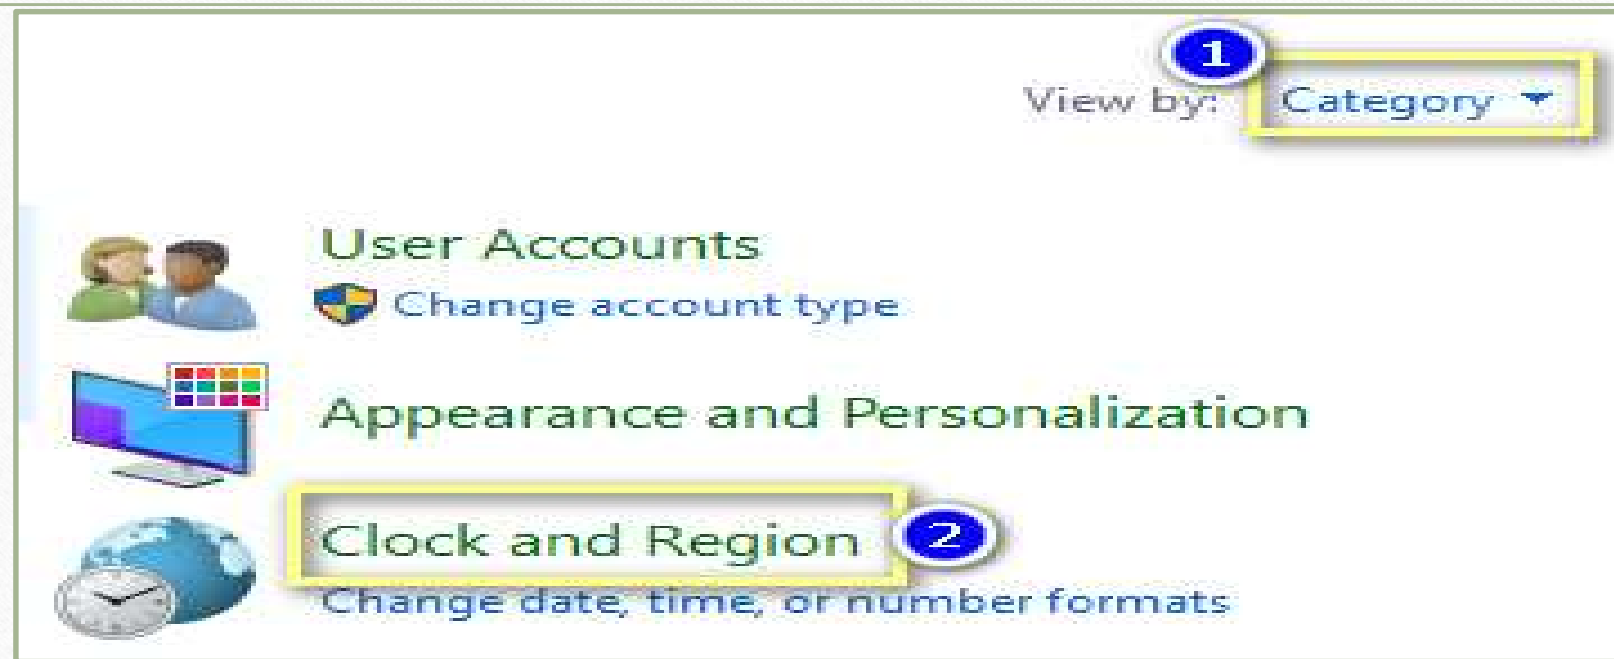 1
View by: Category
User Accounts
Change account type
Appearance and Personalization
Clock and Region 2
Change date, time, or number formats